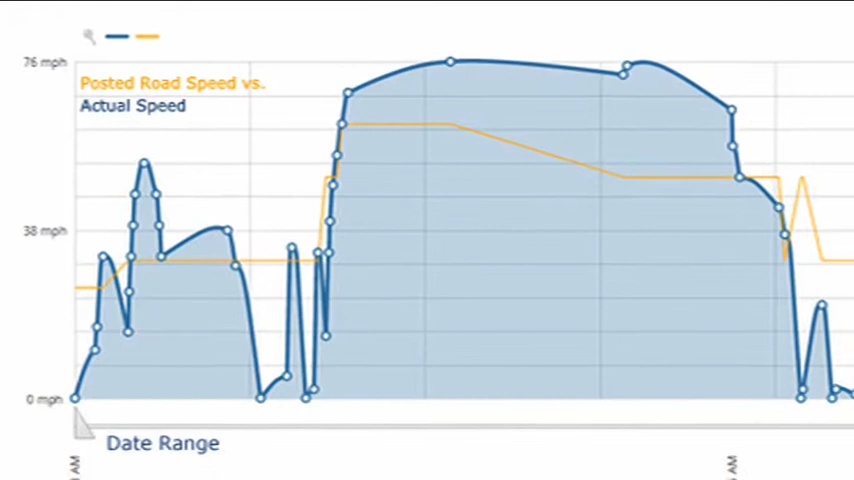 76 mph
Posted Road Speed vs.
Actual Speed
38 mph
0 mph
Date Range
AM
AM